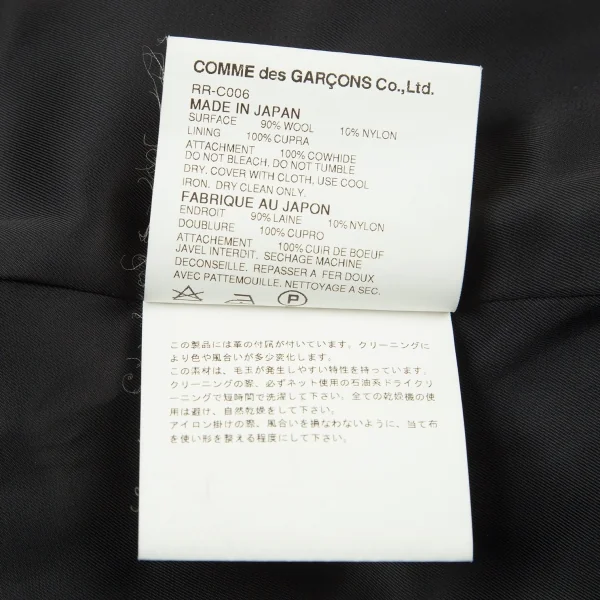 COMME des GARÇONS Co.,Ltd.
RR-C006
MADE IN JAPAN
SURFACE 90% WOOL 10% NYLON
LINING 100% CUPRA
ATTACHMENT 100% COWHIDE
DO NOT BLEACH. DO NOT TUMBLE
DRY. COVER WITH CLOTH, USE COOL
IRON. DRY CLEAN ONLY.
FABRIQUE AU JAPON
ENDROIT 90% LAINE 10% NYLON
DOUBLURE 100% CUPRO
ATTACHEMENT 100% CUIR DE BOEUF
JAVEL INTERDIT. SECHAGE MACHINE
DECONSEILLE. REPASSER A FER DOUX
AVEC PATTEMOUILLE. NETTOYAGE A SEC.
P
この製品には革の付属が付いています。クリーニングに
より色や風合いが多少変化します。
この素材は、毛玉が発生しやすい特性を持っています。
クリーニングの際、必ずネット使用の石油系ドライクリ
ーニングで短時間で洗濯して下さい。全ての乾燥機の使
用は避け、自然乾燥をして下さい。
アイロン掛けの際、風合いを損なわないように、当て布
を使い形を整える程度にして下さい。